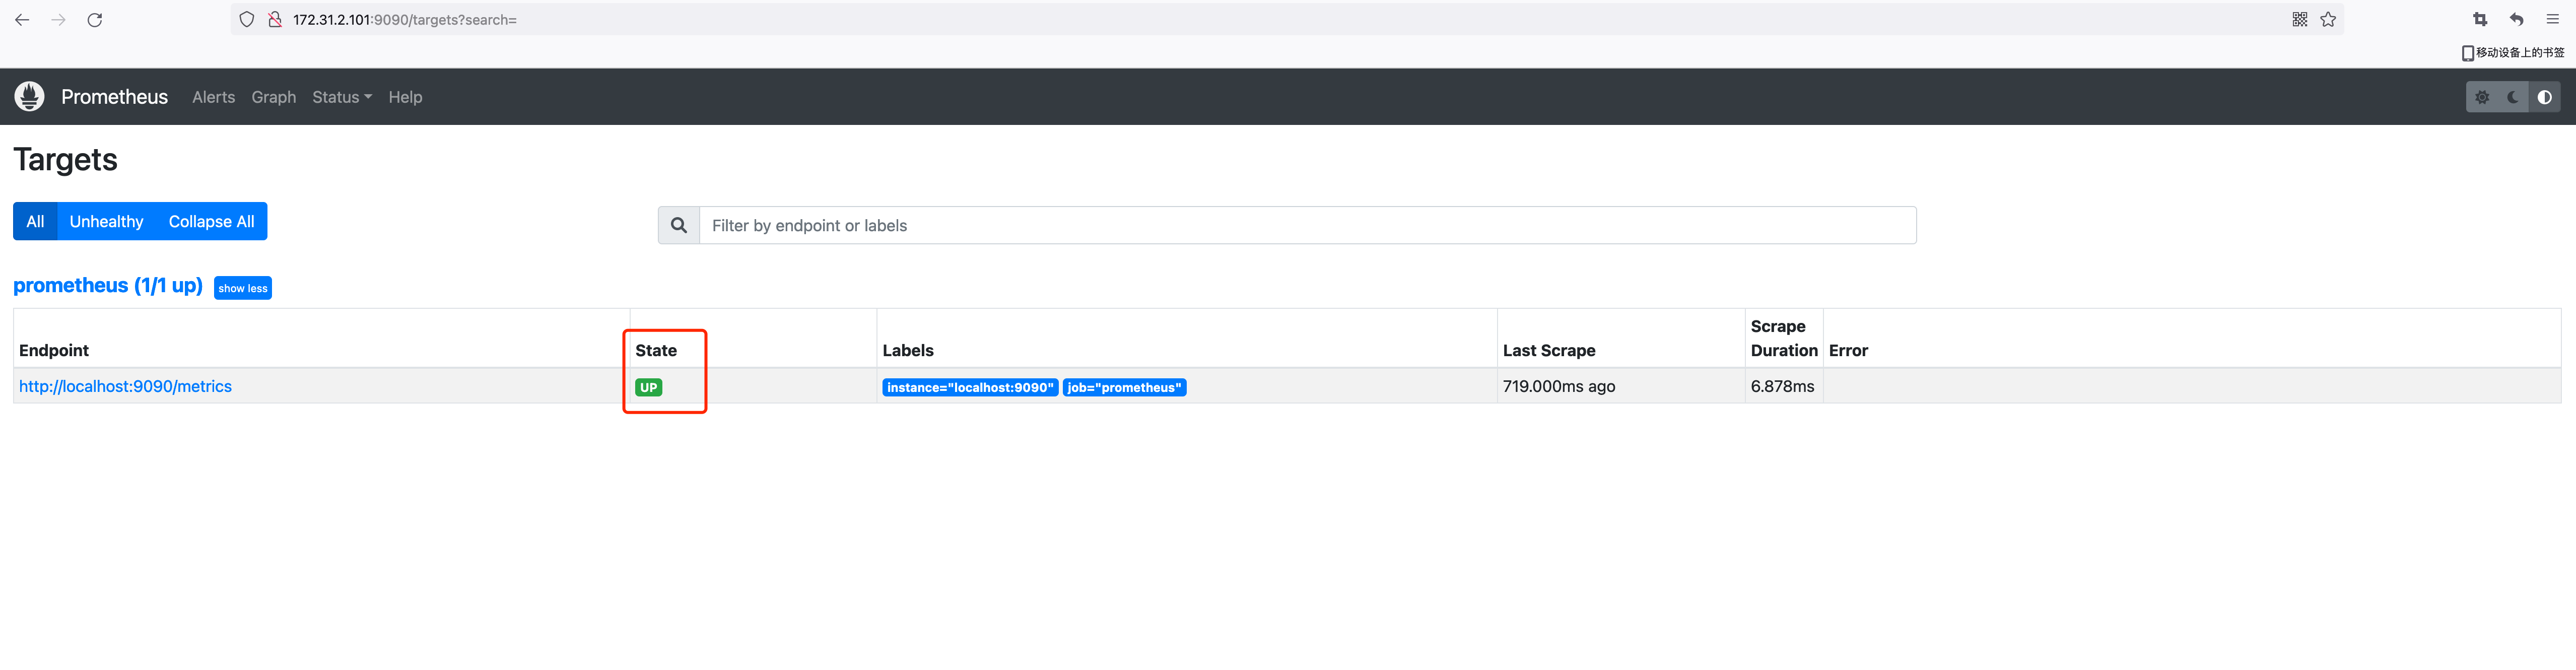 172.31.2.101:9090/targets?search=
移动设备上的书签
Prometheus Alerts Graph Status Help
Targets
All Unhealthy Collapse All
Filter by endpoint or labels
prometheus (1/1 up) show less
Endpoint State Labels Last Scrape Scrape Duration Error
http://localhost:9090/metrics UP instance="localhost:9090" job="prometheus" 719.000ms ago 6.878ms